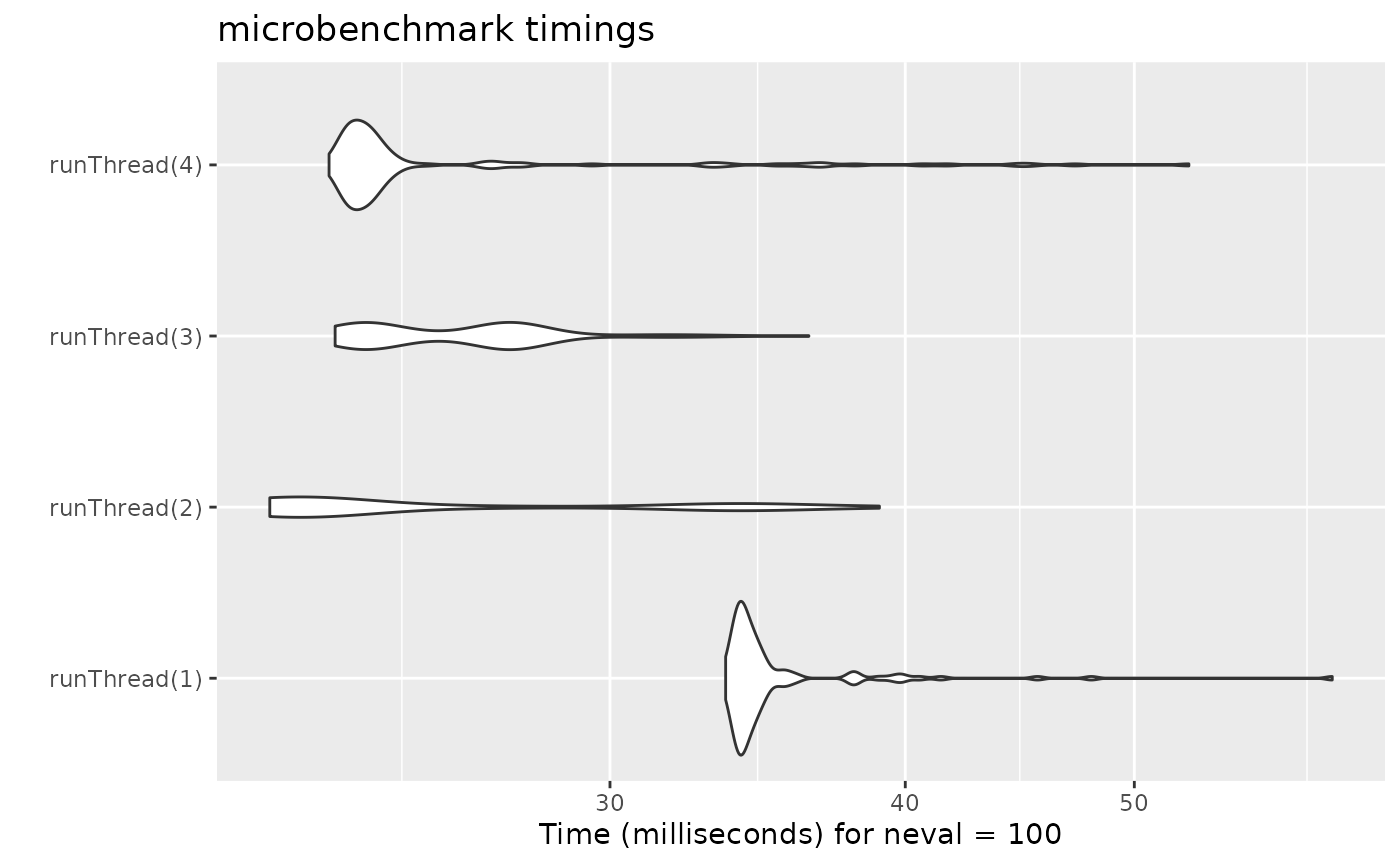 microbenchmark timings
runThread(4)
runThread(3)
runThread(2)
runThread(1)
30 40 50
Time (milliseconds) for neval = 100